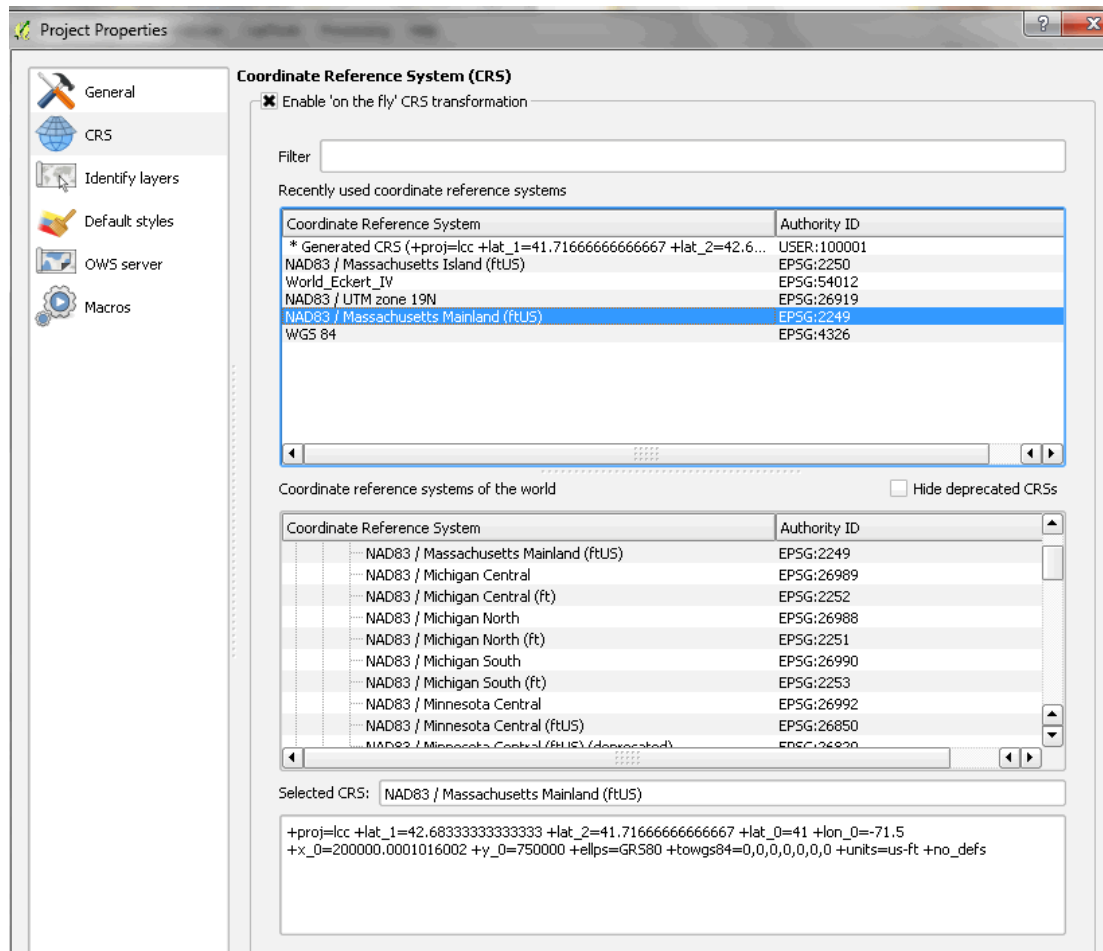 Project Properties
General
CRS
Identify layers
Default styles
OWS server
Macros
Coordinate Reference System (CRS)
Enable 'on the fly' CRS transformation
Filter
Recently used coordinate reference systems
Coordinate Reference System Authority ID
* Generated CRS (+proj=lcc +lat_1=41.71666666666667 +lat_2=42.6... USER:100001
NAD83 / Massachusetts Island (ftUS) EPSG:2250
World_Eckert_IV EPSG:54012
NAD83 / UTM zone 19N EPSG:26919
NAD83 / Massachusetts Mainland (ftUS) EPSG:2249
WGS 84 EPSG:4326
Coordinate reference systems of the world
Hide deprecated CRSs
Coordinate Reference System Authority ID
NAD83 / Massachusetts Mainland (ftUS) EPSG:2249
NAD83 / Michigan Central EPSG:26989
NAD83 / Michigan Central (ft) EPSG:2252
NAD83 / Michigan North EPSG:26988
NAD83 / Michigan North (ft) EPSG:2251
NAD83 / Michigan South EPSG:26990
NAD83 / Michigan South (ft) EPSG:2253
NAD83 / Minnesota Central EPSG:26992
NAD83 / Minnesota Central (ftUS) EPSG:26850
NAD83 / Minnesota Central (ftUS) (deprecated) EPSG:26820
Selected CRS: NAD83 / Massachusetts Mainland (ftUS)
+proj=lcc +lat_1=42.68333333333333 +lat_2=41.71666666666667 +lat_0=41 +lon_0=-71.5
+x_0=200000.0001016002 +y_0=750000 +ellps=GRS80 +towgs84=0,0,0,0,0,0,0 +units=us-ft +no_defs